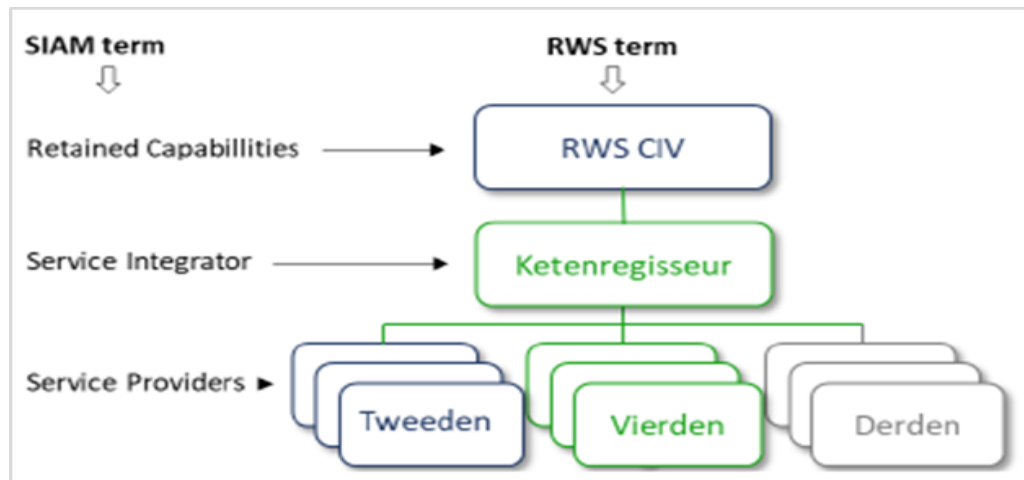 SIAM term
RWS term
Retained Capabillities
RWS CIV
Service Integrator
Ketenregisseur
Service Providers
Tweeden
Vierden
Derden